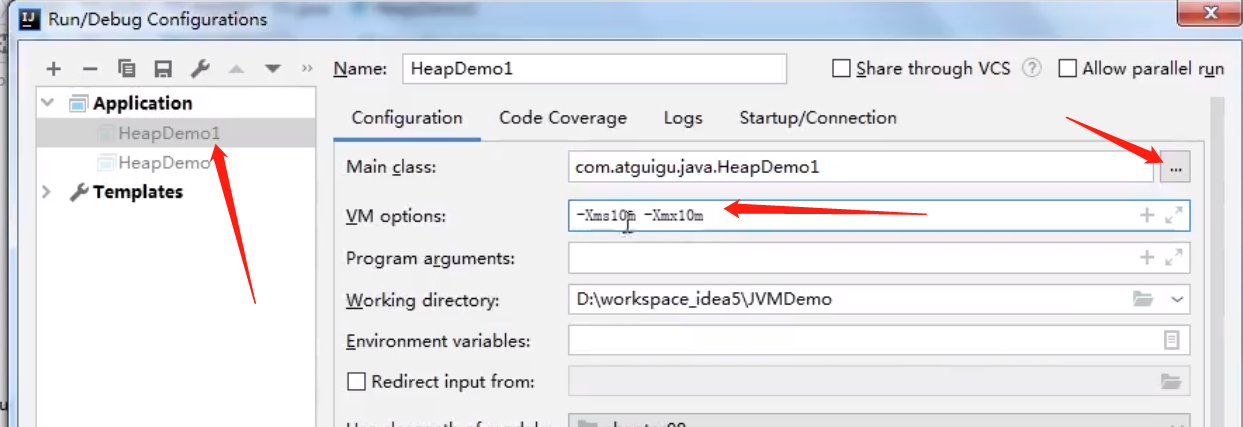 Run/Debug Configurations
Name: HeapDemo1 Share through VCS Allow parallel run
Application
HeapDemo1
HeapDemo
Templates
Configuration Code Coverage Logs Startup/Connection
Main class: com.atguigu.java.HeapDemo1 ...
VM options: -Xms10m -Xmx10m
Program arguments:
Working directory: D:\workspace_idea5\JVMDemo
Environment variables:
Redirect input from: